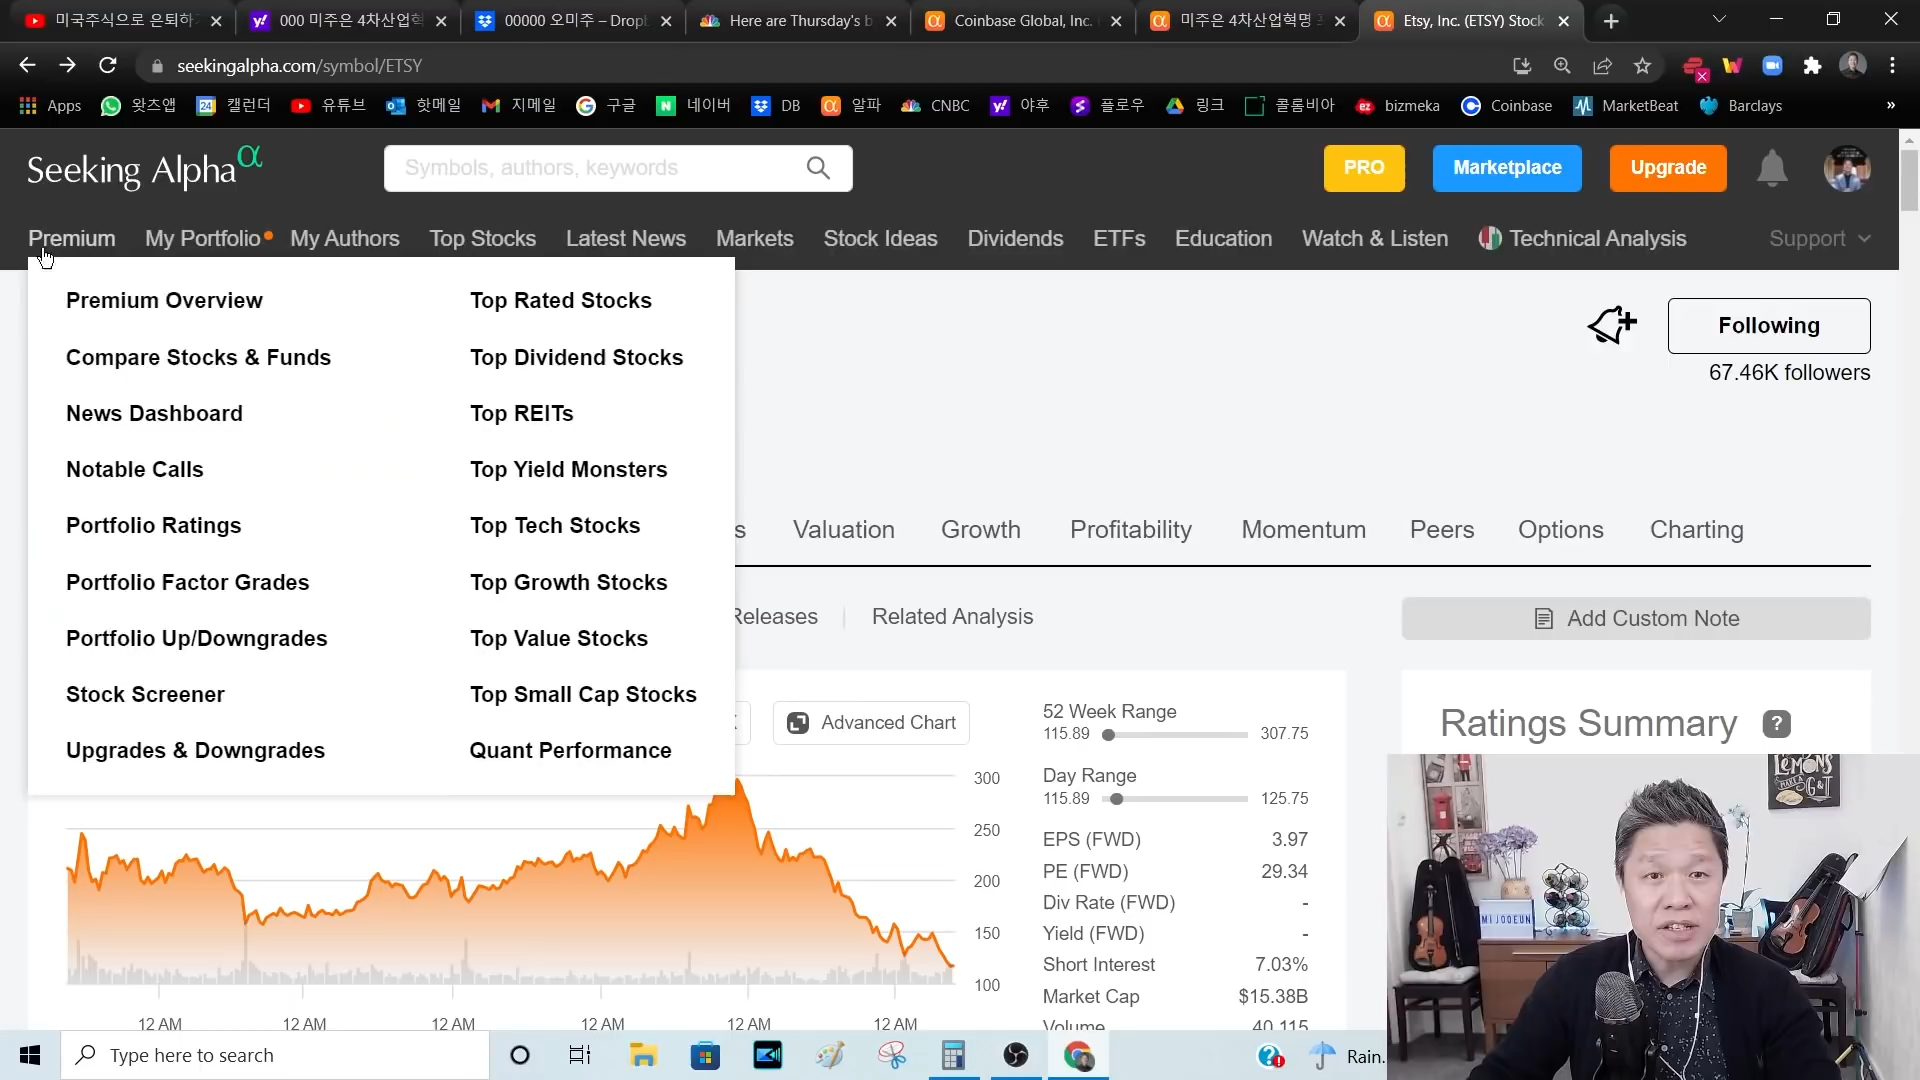 미국주식으로 은퇴하
000 미주은 4차산업혁
00000 오미주 – Drop
Here are Thursday's b
Coinbase Global, Inc.
미주은 4차산업혁명
Etsy, Inc. (ETSY) Stock
seekingalpha.com/symbol/ETSY
Apps 왓츠앱 캘린더 유튜브 핫메일 지메일 구글 네이버 DB 알파 CNBC 야후 플로우 링크 콜롬비아 bizmeka Coinbase MarketBeat Barclays »
Seeking Alpha α
Symbols, authors, keywords
PRO Marketplace Upgrade
Premium My Portfolio My Authors Top Stocks Latest News Markets Stock Ideas Dividends ETFs Education Watch & Listen Technical Analysis Support
Premium Overview Top Rated Stocks
Compare Stocks & Funds Top Dividend Stocks
News Dashboard Top REITs
Notable Calls Top Yield Monsters
Portfolio Ratings Top Tech Stocks
Portfolio Factor Grades Top Growth Stocks
Portfolio Up/Downgrades Top Value Stocks
Stock Screener Top Small Cap Stocks
Upgrades & Downgrades Quant Performance
Following
67.46K followers
s Valuation Growth Profitability Momentum Peers Options Charting
Releases Related Analysis
Add Custom Note
Advanced Chart
Ratings Summary ?
52 Week Range
115.89 307.75
Day Range
115.89 125.75
EPS (FWD) 3.97
PE (FWD) 29.34
Div Rate (FWD) -
Yield (FWD) -
Short Interest 7.03%
Market Cap $15.38B
Volume 40,115
300
250
200
150
100
12 AM 12 AM 12 AM 12 AM 12 AM 12 AM
LEMONS
G&T
MIJOOEUN
Type here to search
Rain.